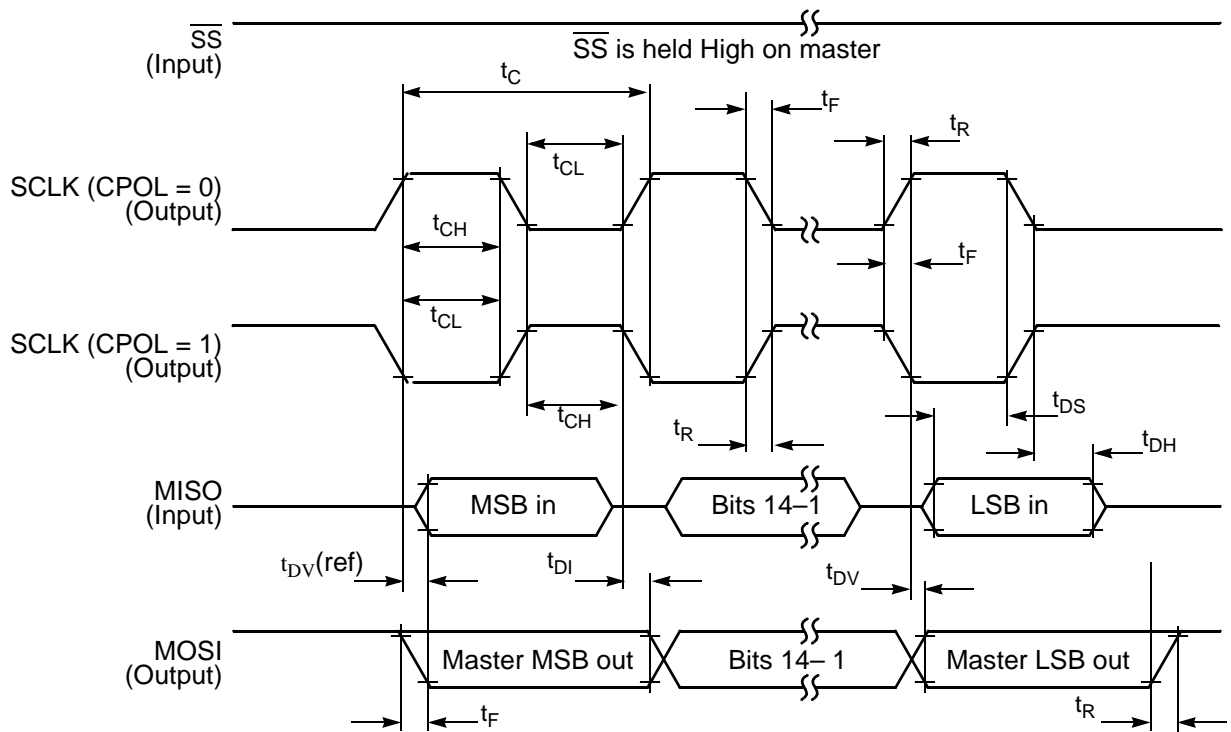 SS
(Input)
SS is held High on master
tC
tF
tR
tCL
SCLK (CPOL = 0)
(Output)
tCH
tF
tCL
SCLK (CPOL = 1)
(Output)
tCH
tR
tDS
tDH
MISO
(Input)
MSB in
Bits 14–1
LSB in
tDV(ref)
tDI
tDV
MOSI
(Output)
Master MSB out
Bits 14– 1
Master LSB out
tF
tR